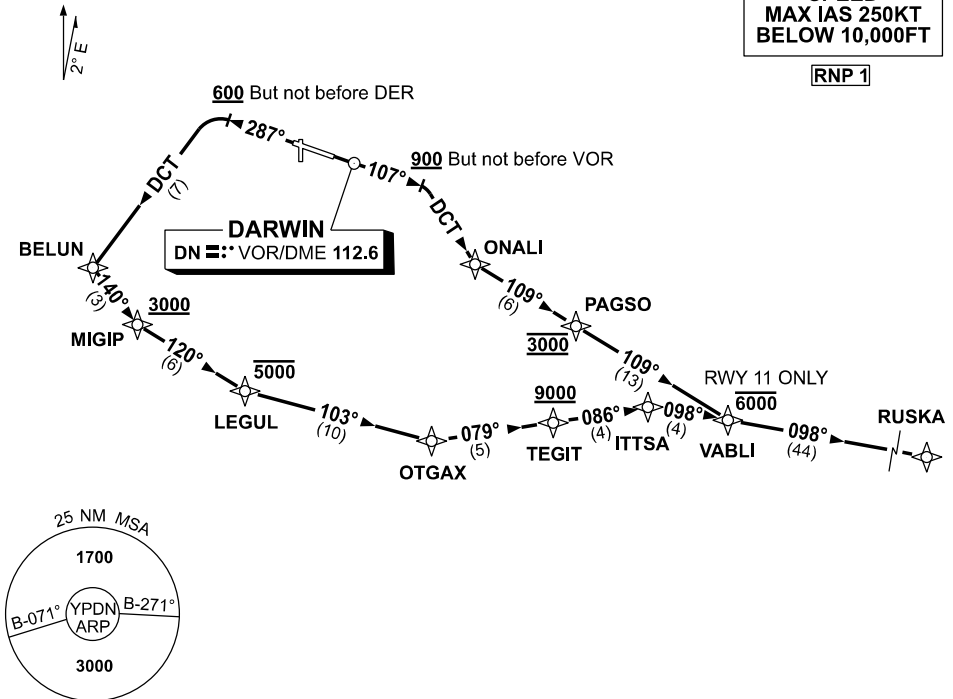 MAX IAS 250KT
BELOW 10,000FT
RNP 1
2° E
600 But not before DER
287°
107°
900 But not before VOR
DCT
(7)
DCT
DARWIN
DN VOR/DME 112.6
BELUN
ONALI
140°
(3)
3000
MIGIP
109°
(6)
PAGSO
3000
120°
(6)
5000
LEGUL
109°
(13)
RWY 11 ONLY
6000
9000
103°
(10)
OTGAX
079°
(5)
TEGIT
086°
(4)
ITTSA
098°
(4)
VABLI
098°
(44)
RUSKA
25 NM MSA
1700
B-071°
YPDN
ARP
B-271°
3000